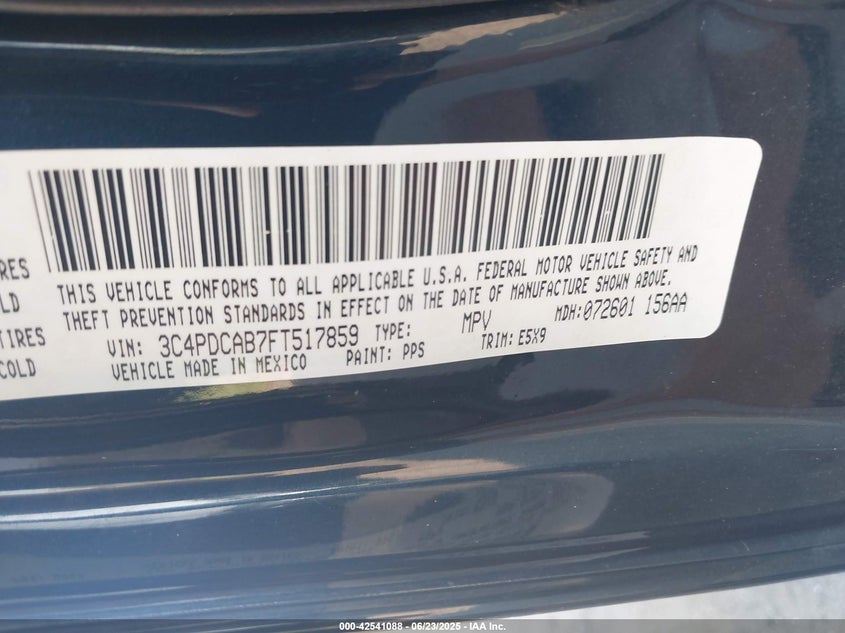 THIS VEHICLE CONFORMS TO ALL APPLICABLE U.S.A. FEDERAL MOTOR VEHICLE SAFETY AND
THEFT PREVENTION STANDARDS IN EFFECT ON THE DATE OF MANUFACTURE SHOWN ABOVE.
VIN: 3C4PDCAB7FT517859 TYPE: MPV MDH:072601 156AA
VEHICLE MADE IN MEXICO PAINT: PPS TRIM: E5X9
IRES
LD
TIRES
COLD
000-42541088 - 06/23/2025 - IAA Inc.